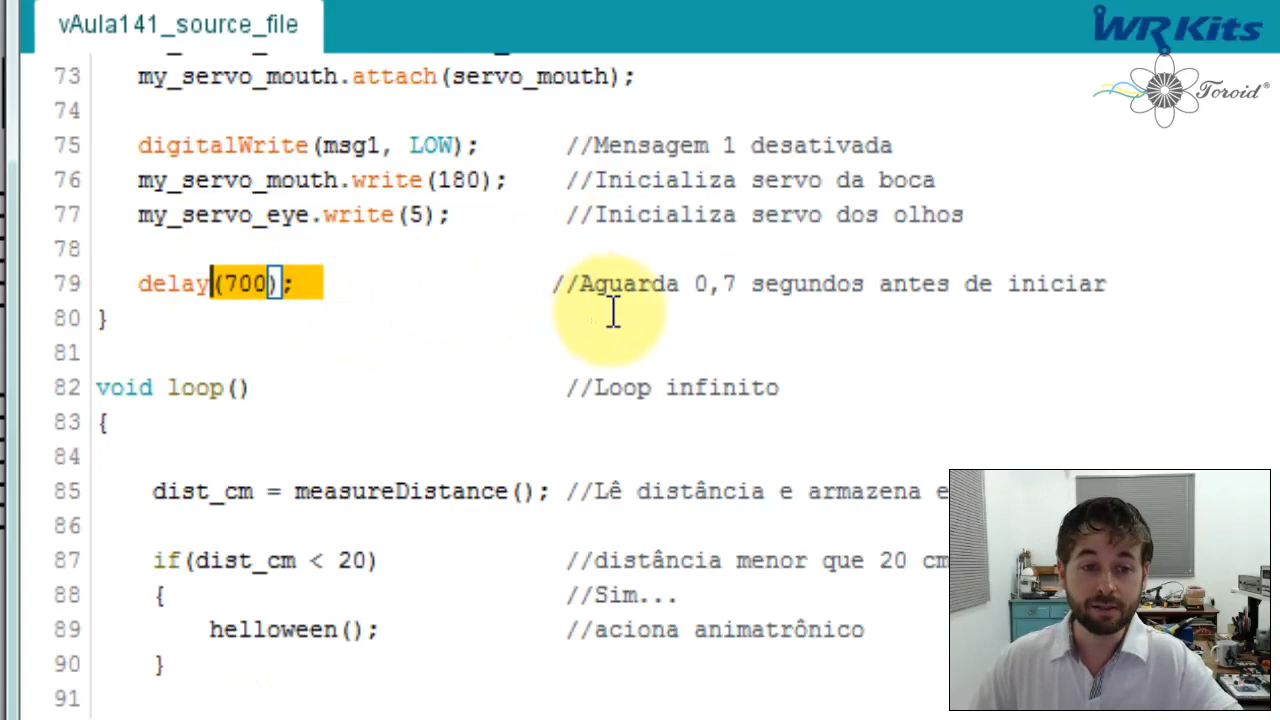 vAula141_source_file
WR Kits
Toroid®
73 my_servo_mouth.attach(servo_mouth);
74
75 digitalWrite(msg1, LOW); //Mensagem 1 desativada
76 my_servo_mouth.write(180); //Inicializa servo da boca
77 my_servo_eye.write(5); //Inicializa servo dos olhos
78
79 delay(700); //Aguarda 0,7 segundos antes de iniciar
80 }
81
82 void loop() //Loop infinito
83 {
84
85 dist_cm = measureDistance(); //Lê distância e armazena e
86
87 if(dist_cm < 20) //distância menor que 20 cm
88 { //Sim...
89 helloween(); //aciona animatrônico
90 }
91